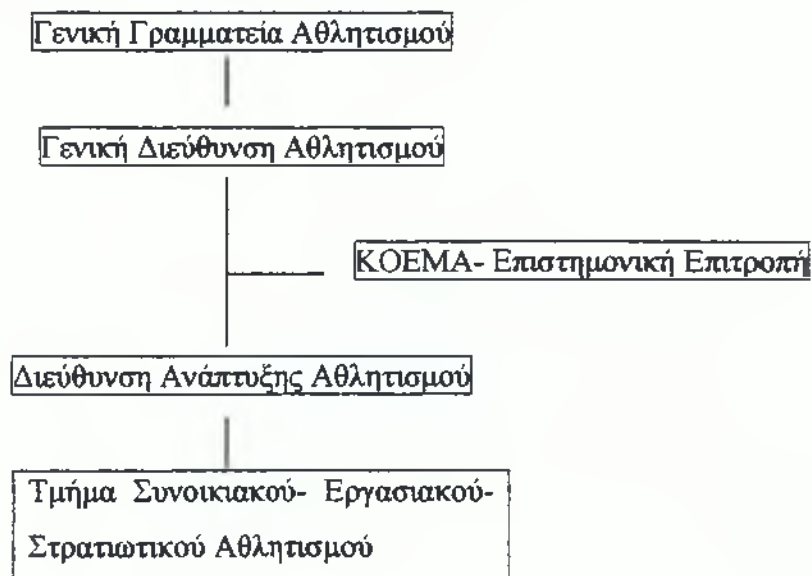 Γενική Γραμματεία Αθλητισμού
Γενική Διεύθυνση Αθλητισμού
ΚΟΕΜΑ- Επιστημονική Επιτροπή
Διεύθυνση Ανάπτυξης Αθλητισμού
Τμήμα Συνοικιακού- Εργασιακού-
Στρατιωτικού Αθλητισμού